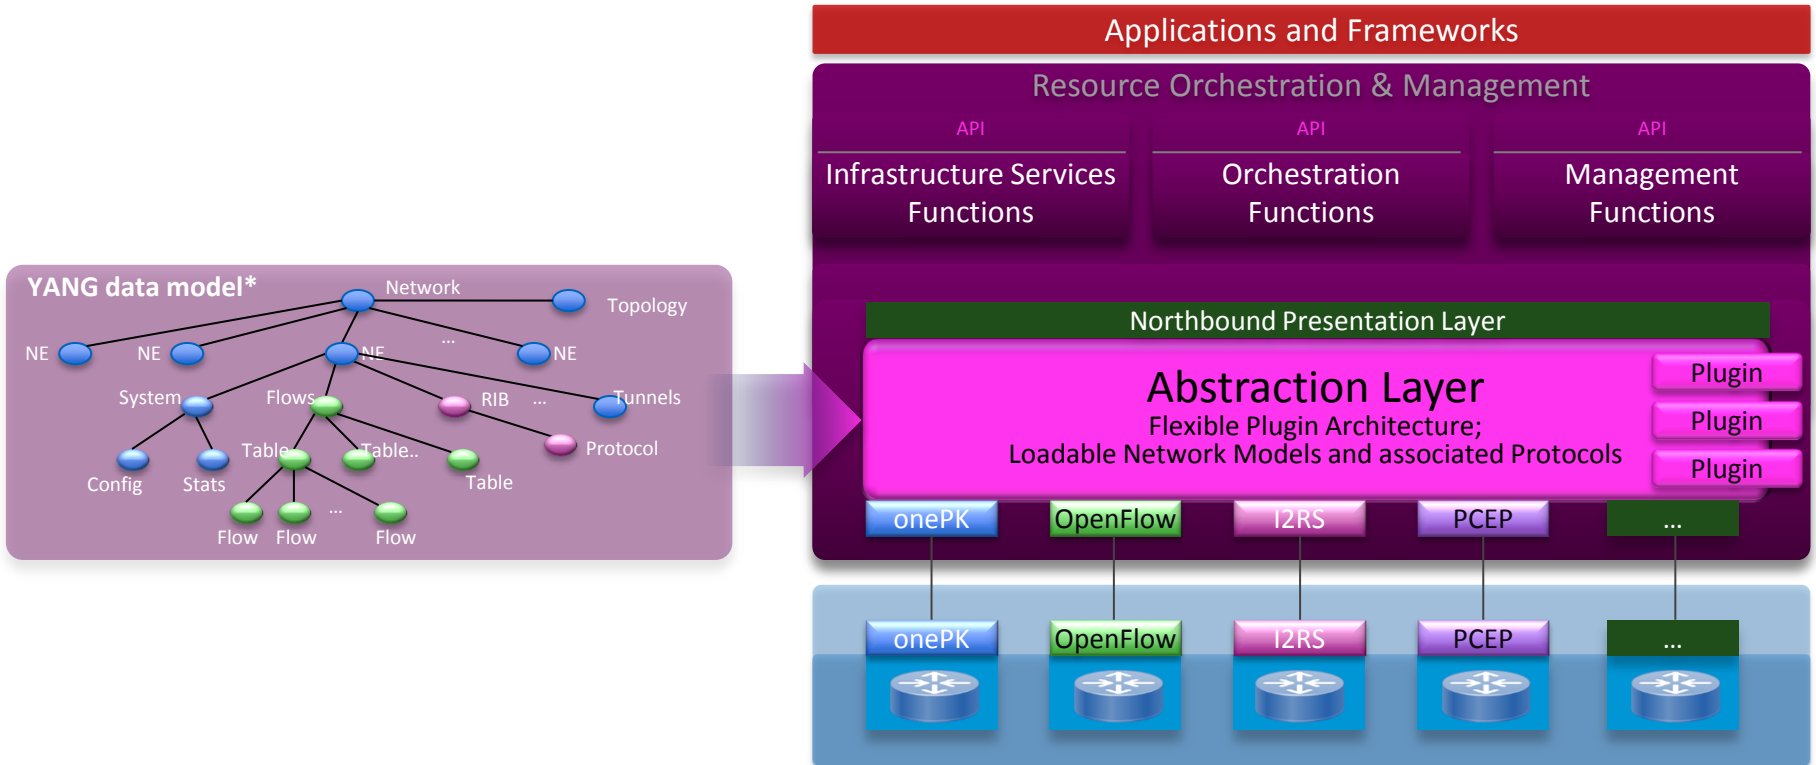 Applications and Frameworks
Resource Orchestration & Management
API
API
API
Infrastructure Services
Functions
Orchestration
Functions
Management
Functions
YANG data model*
Network
Topology
NE
NE
...
NE
NE
System
Flows
RIB
...
Tunnels
Table
Table..
Protocol
Config
Stats
Table
Flow
Flow
...
Flow
Northbound Presentation Layer
Abstraction Layer
Flexible Plugin Architecture;
Loadable Network Models and associated Protocols
Plugin
Plugin
Plugin
onePK
OpenFlow
I2RS
PCEP
...
onePK
OpenFlow
I2RS
PCEP
...